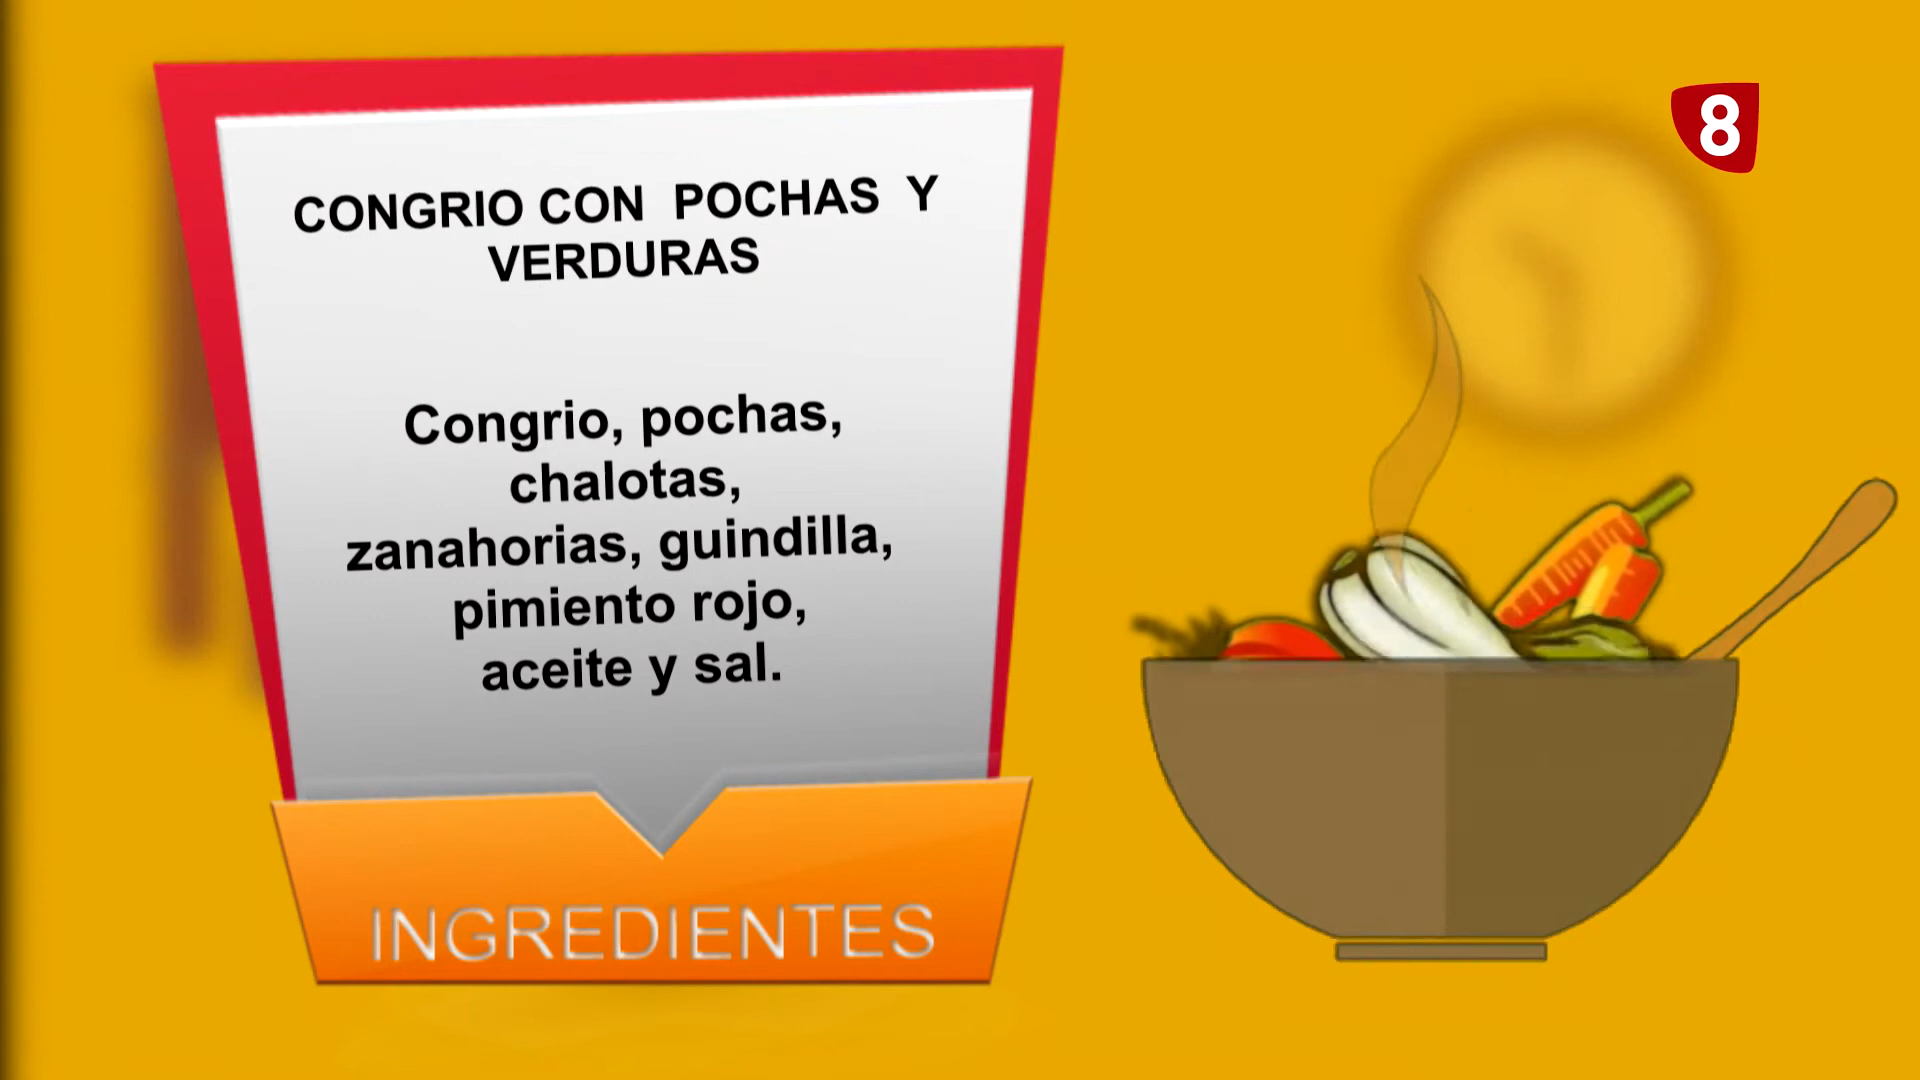 8
CONGRIO CON POCHAS Y
VERDURAS
Congrio, pochas,
chalotas,
zanahorias, guindilla,
pimiento rojo,
aceite y sal.
INGREDIENTES